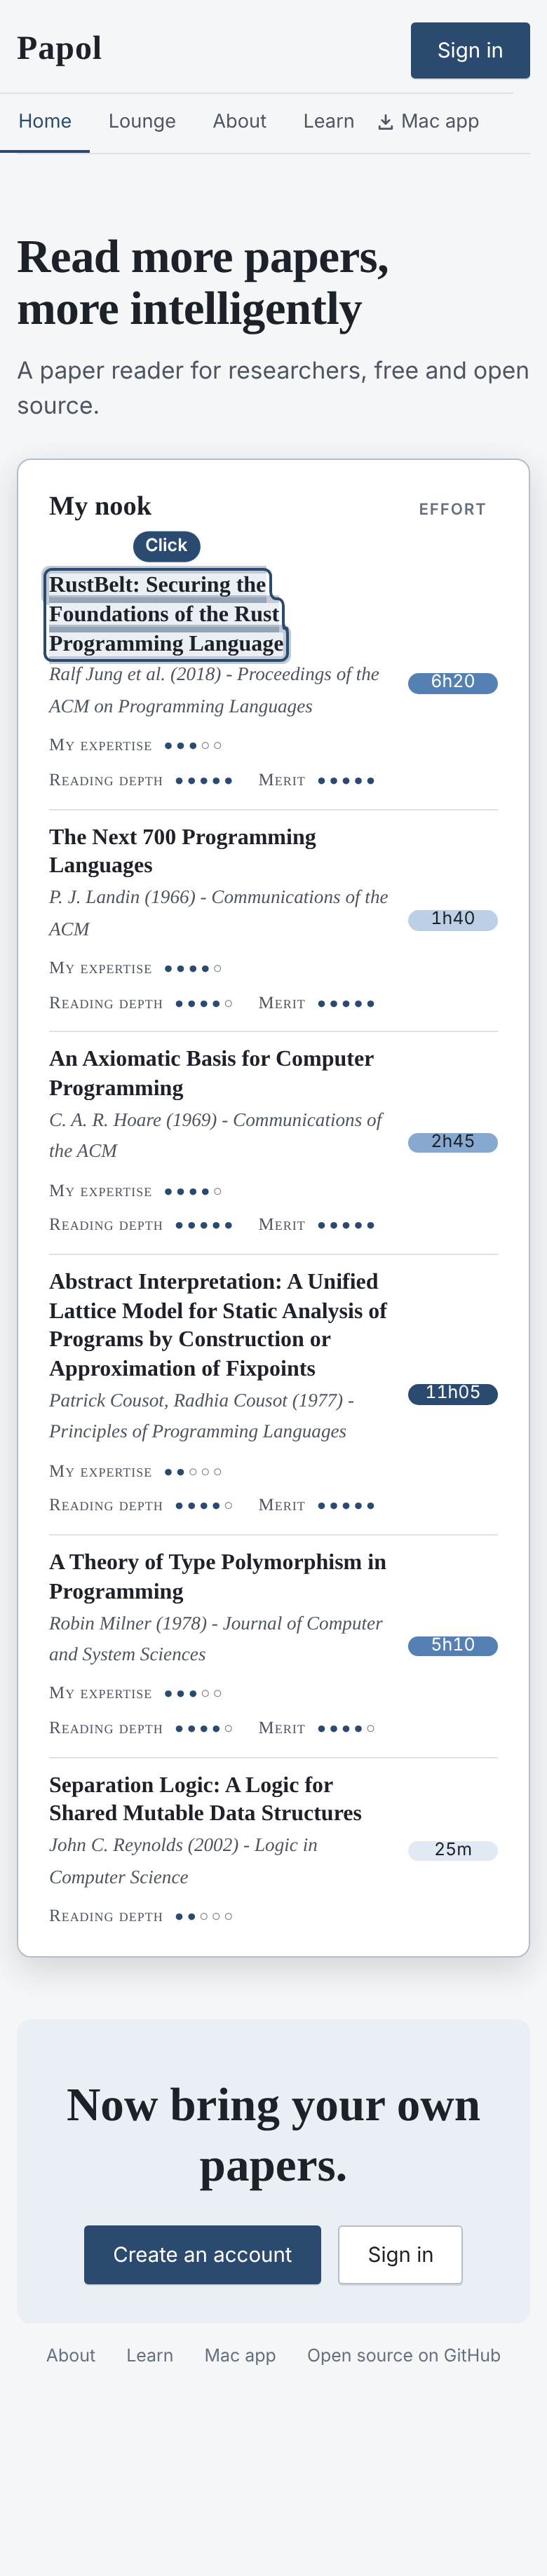 Papol
Sign in
Home Lounge About Learn Mac app
Read more papers,
more intelligently
A paper reader for researchers, free and open
source.
My nook
EFFORT
Click
RustBelt: Securing the
Foundations of the Rust
Programming Language
Ralf Jung et al. (2018) - Proceedings of the
ACM on Programming Languages
6h20
My expertise
Reading depth Merit
The Next 700 Programming
Languages
P. J. Landin (1966) - Communications of the
ACM
1h40
My expertise
Reading depth Merit
An Axiomatic Basis for Computer
Programming
C. A. R. Hoare (1969) - Communications of
the ACM
2h45
My expertise
Reading depth Merit
Abstract Interpretation: A Unified
Lattice Model for Static Analysis of
Programs by Construction or
Approximation of Fixpoints
Patrick Cousot, Radhia Cousot (1977) -
Principles of Programming Languages
11h05
My expertise
Reading depth Merit
A Theory of Type Polymorphism in
Programming
Robin Milner (1978) - Journal of Computer
and System Sciences
5h10
My expertise
Reading depth Merit
Separation Logic: A Logic for
Shared Mutable Data Structures
John C. Reynolds (2002) - Logic in
Computer Science
25m
Reading depth
Now bring your own
papers.
Create an account Sign in
About Learn Mac app Open source on GitHub